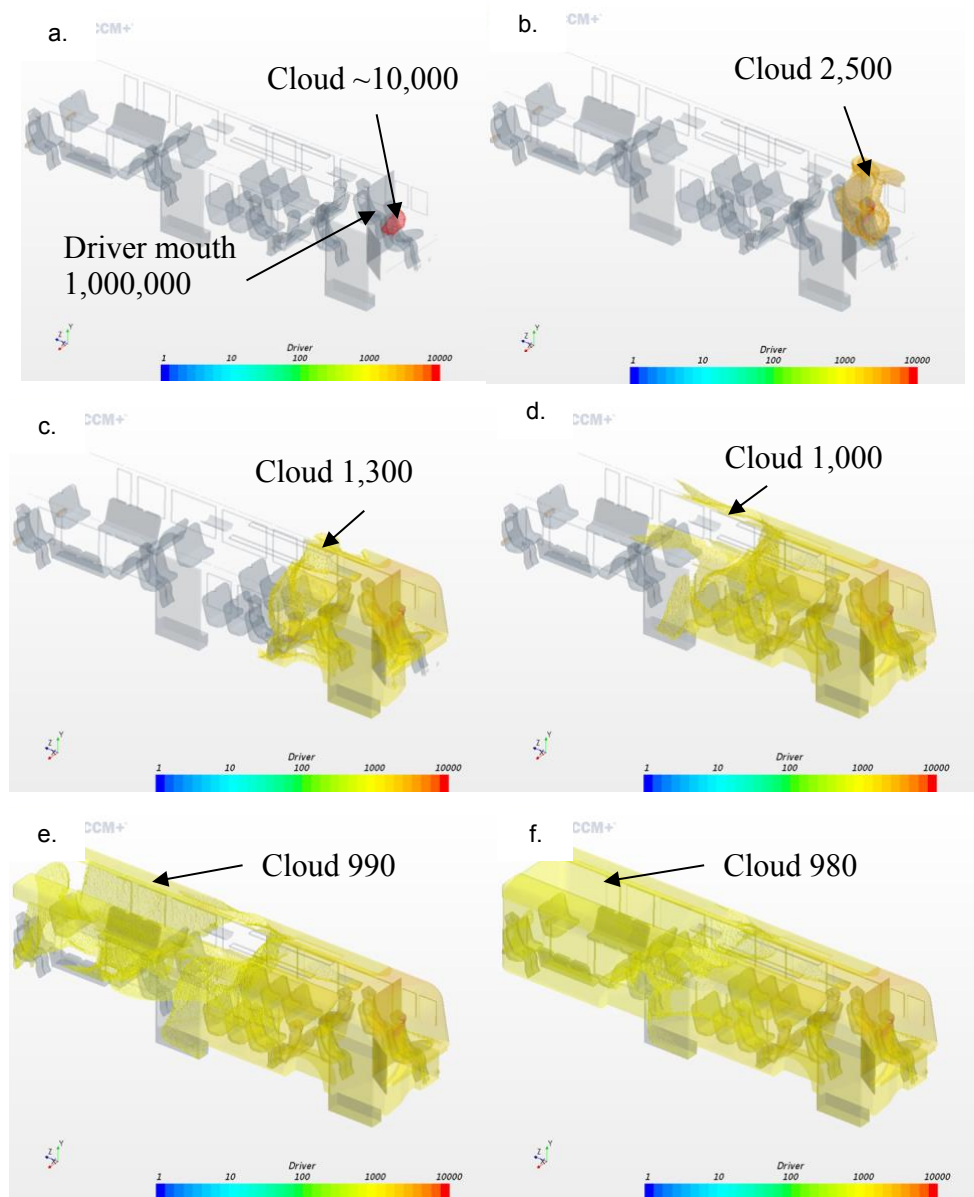 a.
CCM+
Cloud ~10,000
Driver mouth
1,000,000
Y
Z
X
Driver
1 10 100 1000 10000
b.
CCM+
Cloud 2,500
Y
Z
X
Driver
1 10 100 1000 10000
c.
CCM+
Cloud 1,300
Y
Z
X
Driver
1 10 100 1000 10000
d.
CCM+
Cloud 1,000
Y
Z
X
Driver
1 10 100 1000 10000
e.
CCM+
Cloud 990
Y
Z
X
Driver
1 10 100 1000 10000
f.
CCM+
Cloud 980
Y
Z
X
Driver
1 10 100 1000 10000